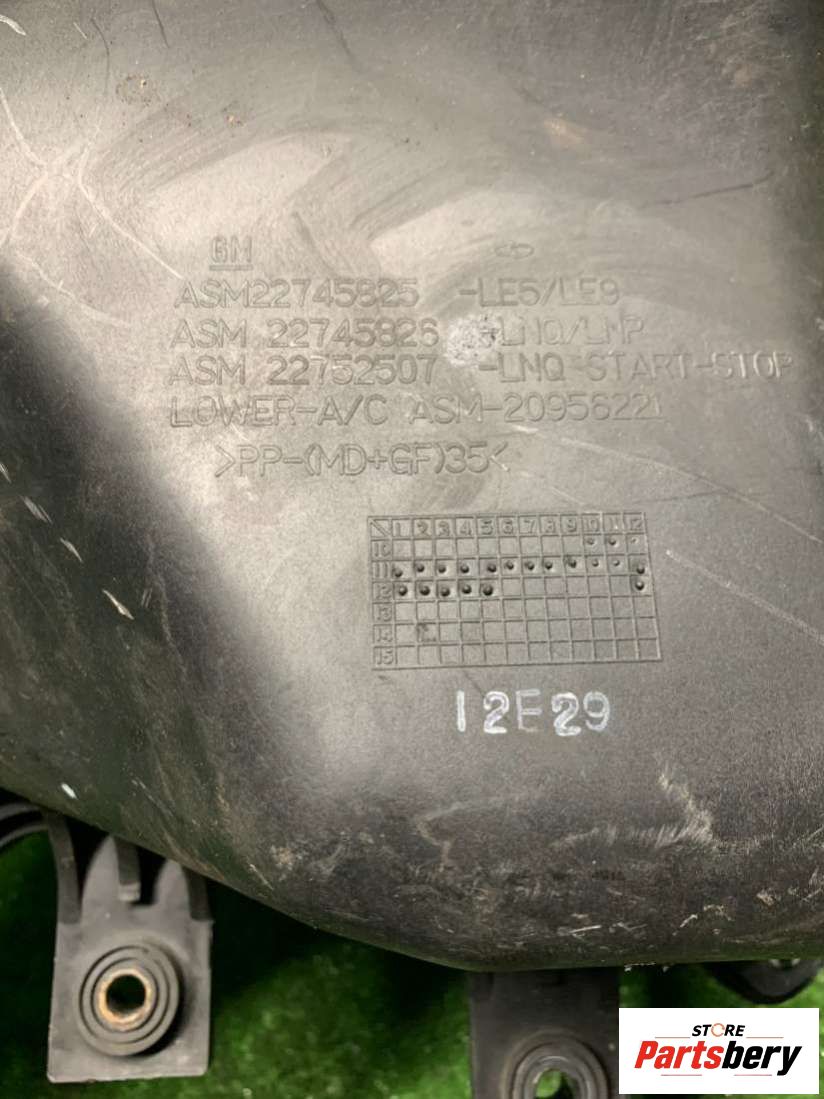 GM
ASM22745825 -LE5/LE9
ASM 22745826 -LNQ/LNP
ASM 22752507 -LNQ-START-STOP
LOWER-A/C ASM-20956221
>PP-(MD+GF)35<
1 2 3 4 5 6 7 8 9 10 11 12
10
11
12
13
14
15
12E29
STORE
Partsbery